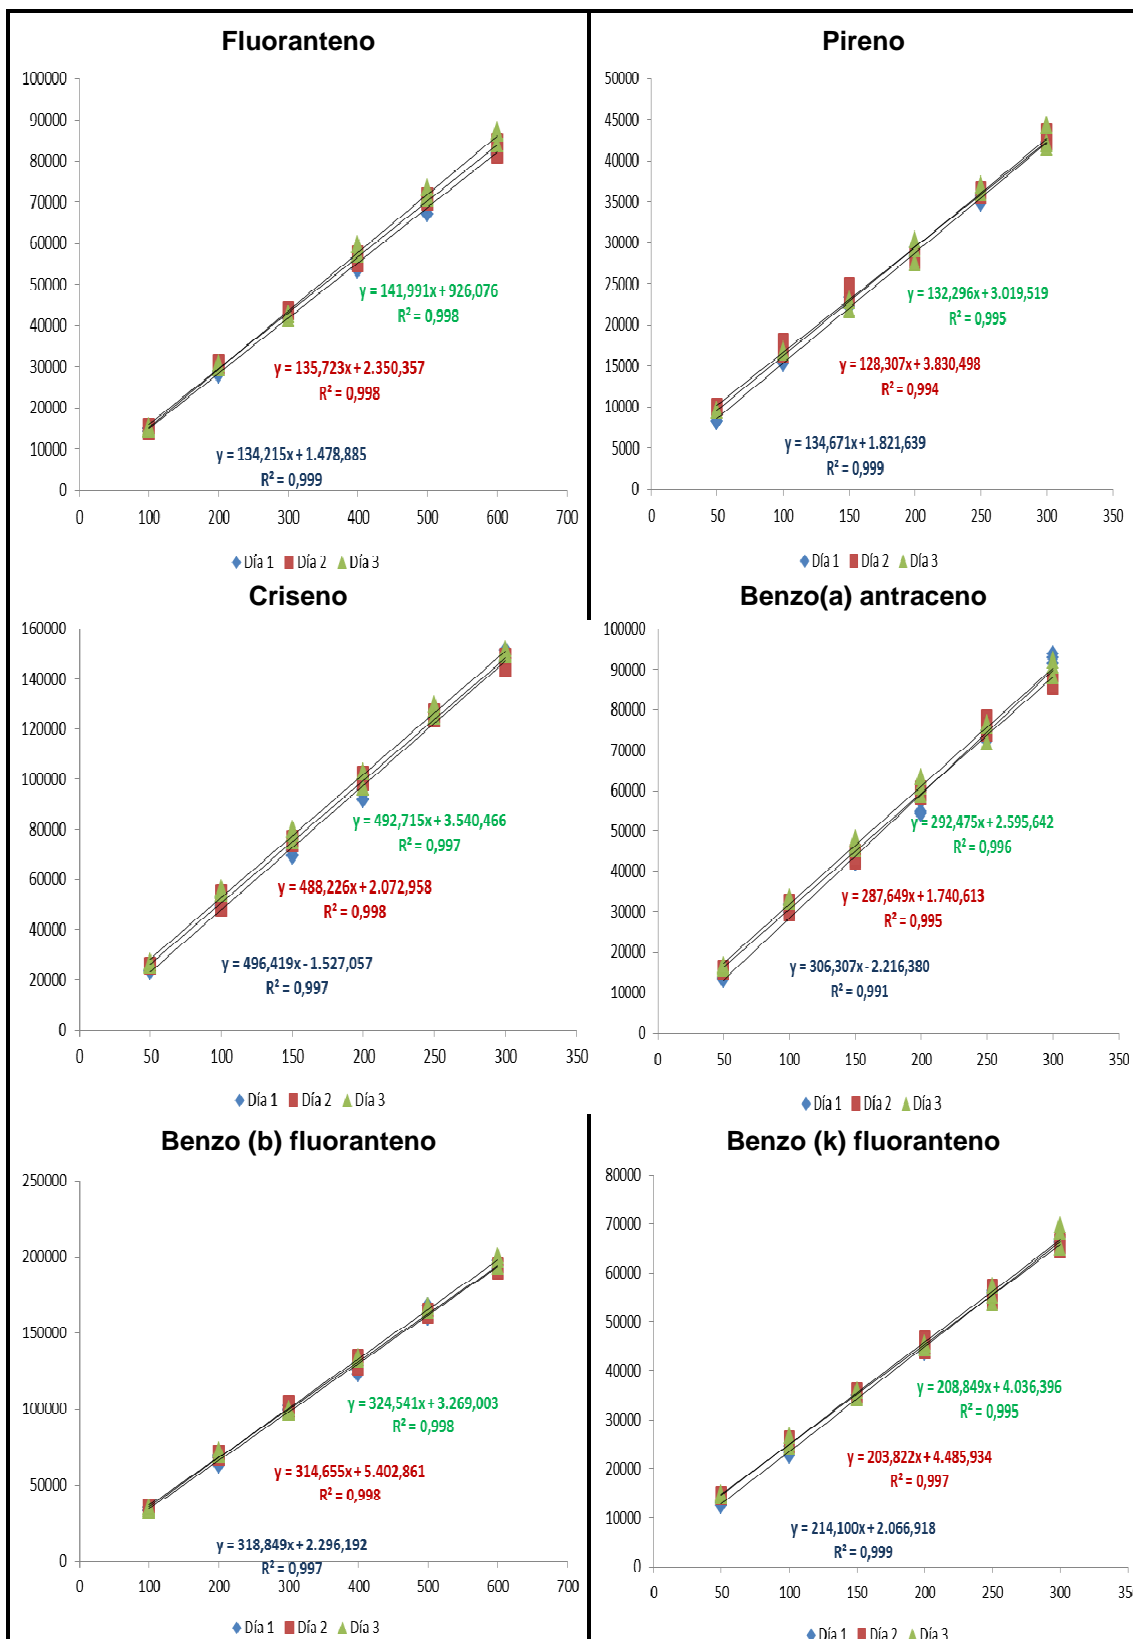 Fluoranteno
100000
90000
80000
70000
60000
50000
40000
30000
20000
10000
0
y = 141,991x + 926,076
R² = 0,998
y = 135,723x + 2.350,357
R² = 0,998
y = 134,215x + 1.478,885
R² = 0,999
0 100 200 300 400 500 600 700
Día 1 Día 2 Día 3
Pireno
50000
45000
40000
35000
30000
25000
20000
15000
10000
5000
0
y = 132,296x + 3.019,519
R² = 0,995
y = 128,307x + 3.830,498
R² = 0,994
y = 134,671x + 1.821,639
R² = 0,999
0 50 100 150 200 250 300 350
Día 1 Día 2 Día 3
Criseno
160000
140000
120000
100000
80000
60000
40000
20000
0
y = 492,715x + 3.540,466
R² = 0,997
y = 488,226x + 2.072,958
R² = 0,998
y = 496,419x - 1.527,057
R² = 0,997
0 50 100 150 200 250 300 350
Día 1 Día 2 Día 3
Benzo(a) antraceno
100000
90000
80000
70000
60000
50000
40000
30000
20000
10000
0
y = 292,475x + 2.595,642
R² = 0,996
y = 287,649x + 1.740,613
R² = 0,995
y = 306,307x - 2.216,380
R² = 0,991
0 50 100 150 200 250 300 350
Día 1 Día 2 Día 3
Benzo (b) fluoranteno
250000
200000
150000
100000
50000
0
y = 324,541x + 3.269,003
R² = 0,998
y = 314,655x + 5.402,861
R² = 0,998
y = 318,849x + 2.296,192
R² = 0,997
0 100 200 300 400 500 600 700
Día 1 Día 2 Día 3
Benzo (k) fluoranteno
80000
70000
60000
50000
40000
30000
20000
10000
0
y = 208,849x + 4.036,396
R² = 0,995
y = 203,822x + 4.485,934
R² = 0,997
y = 214,100x + 2.066,918
R² = 0,999
0 50 100 150 200 250 300 350
Día 1 Día 2 Día 3